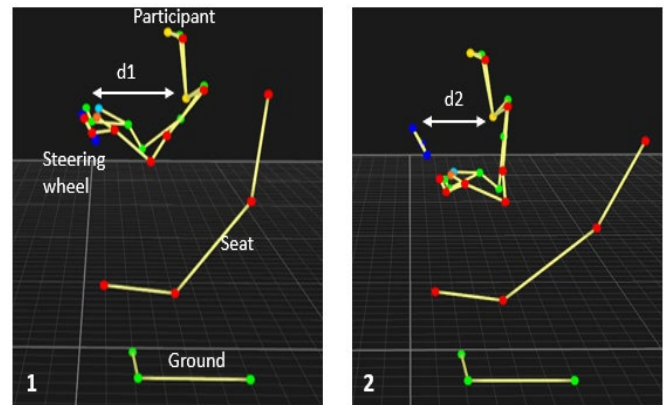 Participant
d1
Steering
wheel
Seat
Ground
1
d2
2